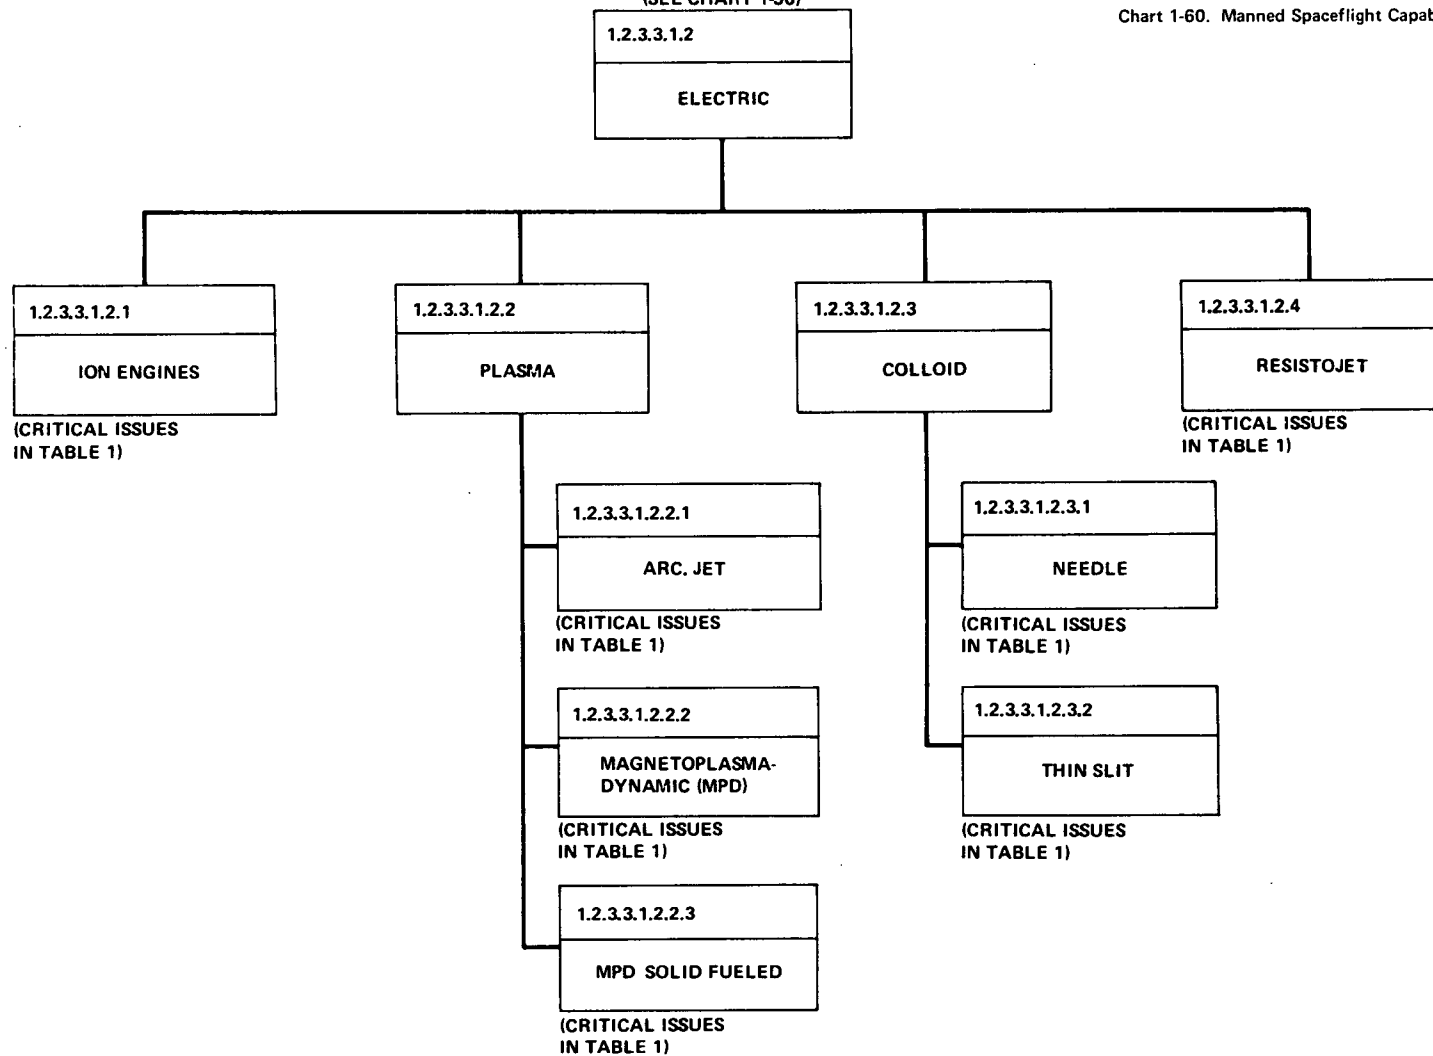 Chart 1-60. Manned Spaceflight
1.2.3.3.1.2
ELECTRIC
1.2.3.3.1.2.1
ION ENGINES
(CRITICAL ISSUES
IN TABLE 1)
1.2.3.3.1.2.2
PLASMA
1.2.3.3.1.2.3
COLLOID
1.2.3.3.1.2.4
RESISTOJET
(CRITICAL ISSUES
IN TABLE 1)
1.2.3.3.1.2.2.1
ARC. JET
(CRITICAL ISSUES
IN TABLE 1)
1.2.3.3.1.2.2.2
MAGNETOPLASMA-
DYNAMIC (MPD)
(CRITICAL ISSUES
IN TABLE 1)
1.2.3.3.1.2.2.3
MPD SOLID FUELED
(CRITICAL ISSUES
IN TABLE 1)
1.2.3.3.1.2.3.1
NEEDLE
(CRITICAL ISSUES
IN TABLE 1)
1.2.3.3.1.2.3.2
THIN SLIT
(CRITICAL ISSUES
IN TABLE 1)